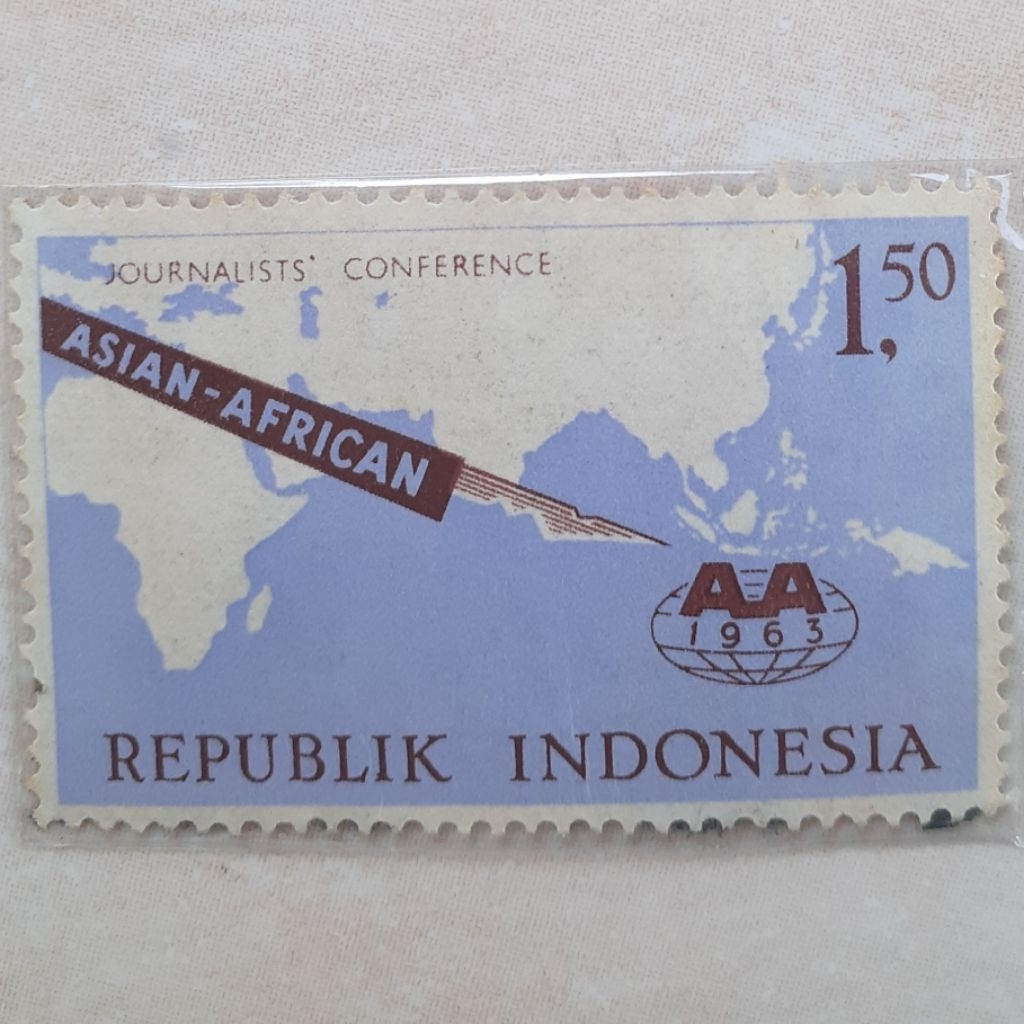 JOURNALISTS' CONFERENCE
1,50
ASIAN-AFRICAN
AA
1963
REPUBLIK INDONESIA